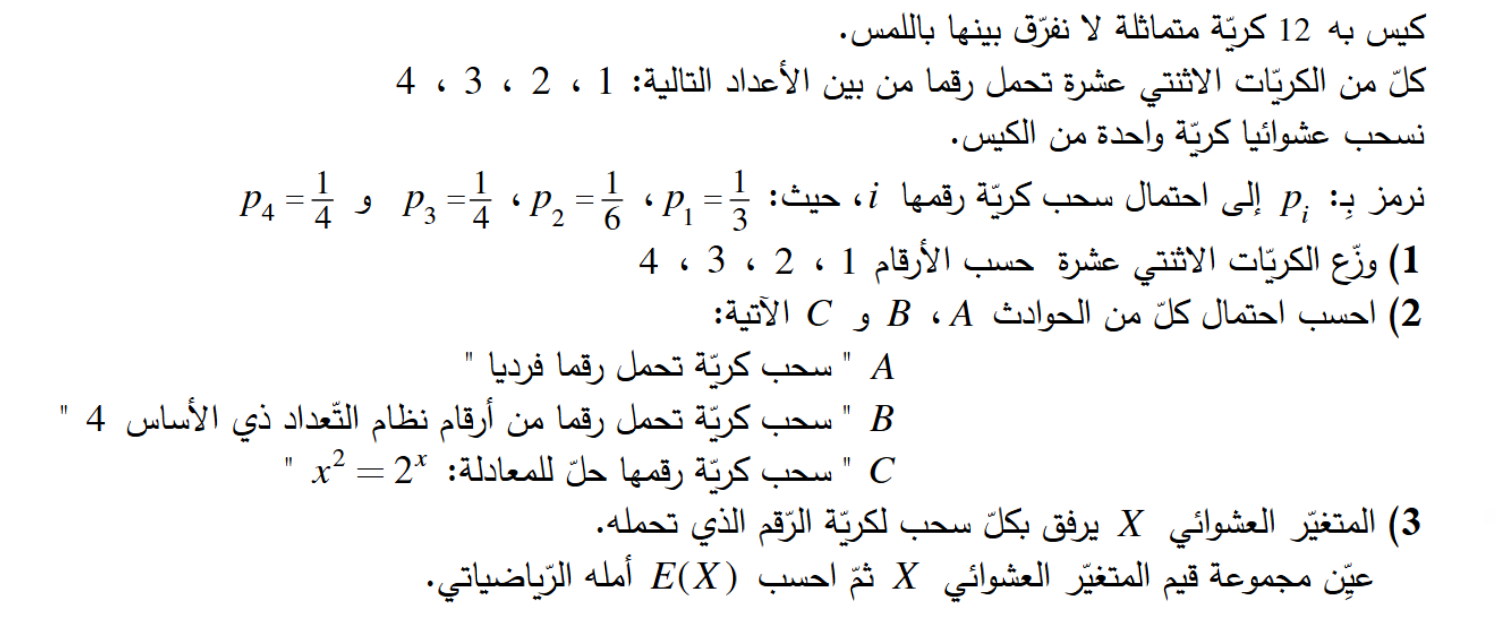 كيس به 12 كريّة متماثلة لا نفرّق بينها باللمس.
كلّ من الكريّات الاثنتي عشرة تحمل رقما من بين الأعداد التالية: 1 ، 2 ، 3 ، 4
نسحب عشوائيا كريّة واحدة من الكيس.
نرمز بِـ: p_i إلى احتمال سحب كريّة رقمها i، حيث: p_1 = 1/3 ، p_2 = 1/6 ، p_3 = 1/4 و p_4 = 1/4
1) وزّع الكريّات الاثنتي عشرة حسب الأرقام 1 ، 2 ، 3 ، 4
2) احسب احتمال كلّ من الحوادث A ، B و C الآتية:
A " سحب كريّة تحمل رقما فرديا "
B " سحب كريّة تحمل رقما من أرقام نظام التّعداد ذي الأساس 4 "
C " سحب كريّة رقمها حلّ للمعادلة: x² = 2^x "
3) المتغيّر العشوائي X يرفق بكلّ سحب لكريّة الرّقم الذي تحمله.
عيّن مجموعة قيم المتغيّر العشوائي X ثمّ احسب E(X) أمله الرّياضياتي.